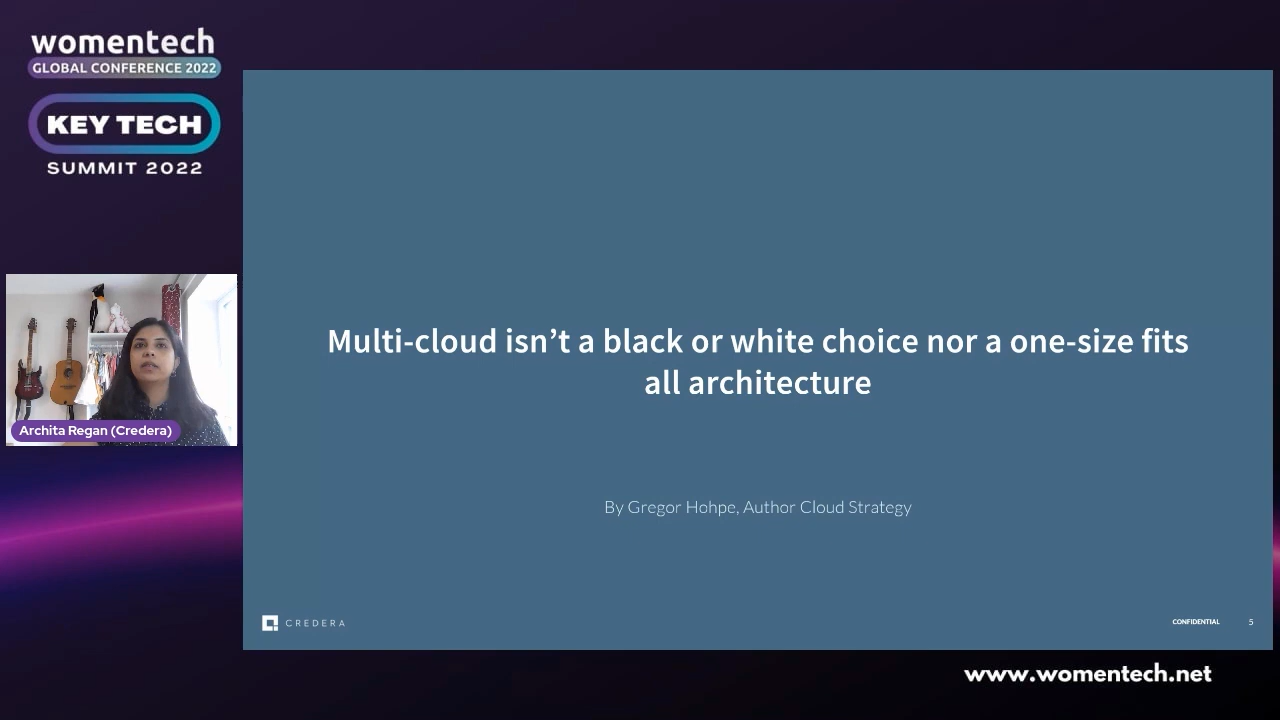 womentech
GLOBAL CONFERENCE 2022
KEY TECH
SUMMIT 2022
Archita Regan (Credera)
Multi-cloud isn’t a black or white choice nor a one-size fits
all architecture
By Gregor Hohpe, Author Cloud Strategy
CREDERA
CONFIDENTIAL
5
www.womentech.net